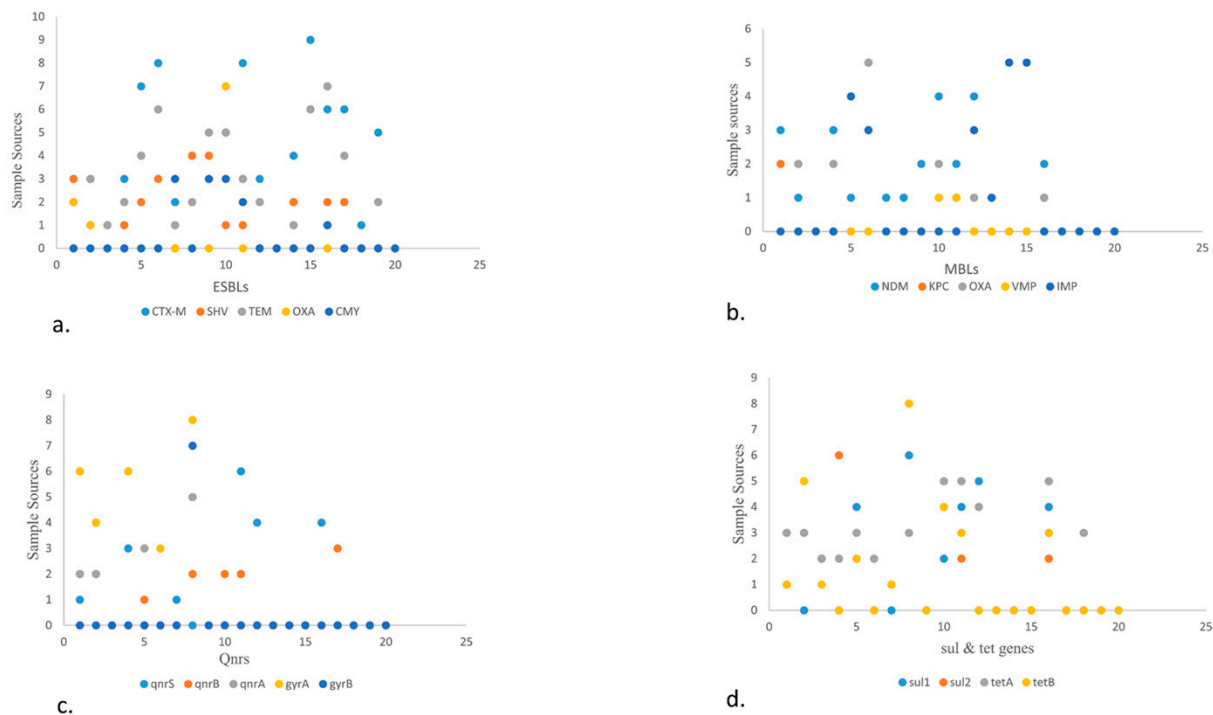 10
9
8
7
6
5
4
3
2
1
0
Sample Sources
0 5 10 15 20 25
ESBLs
CTX-M SHV TEM OXA CMY
a.
6
5
4
3
2
1
0
Sample sources
0 5 10 15 20 25
MBLs
NDM KPC OXA VMP IMP
b.
9
8
7
6
5
4
3
2
1
0
Sample Sources
0 5 10 15 20 25
Qnrs
qnrS qnrB qnrA gyrA gyrB
c.
9
8
7
6
5
4
3
2
1
0
Sample Sources
0 5 10 15 20 25
sul & tet genes
sul1 sul2 tetA tetB
d.